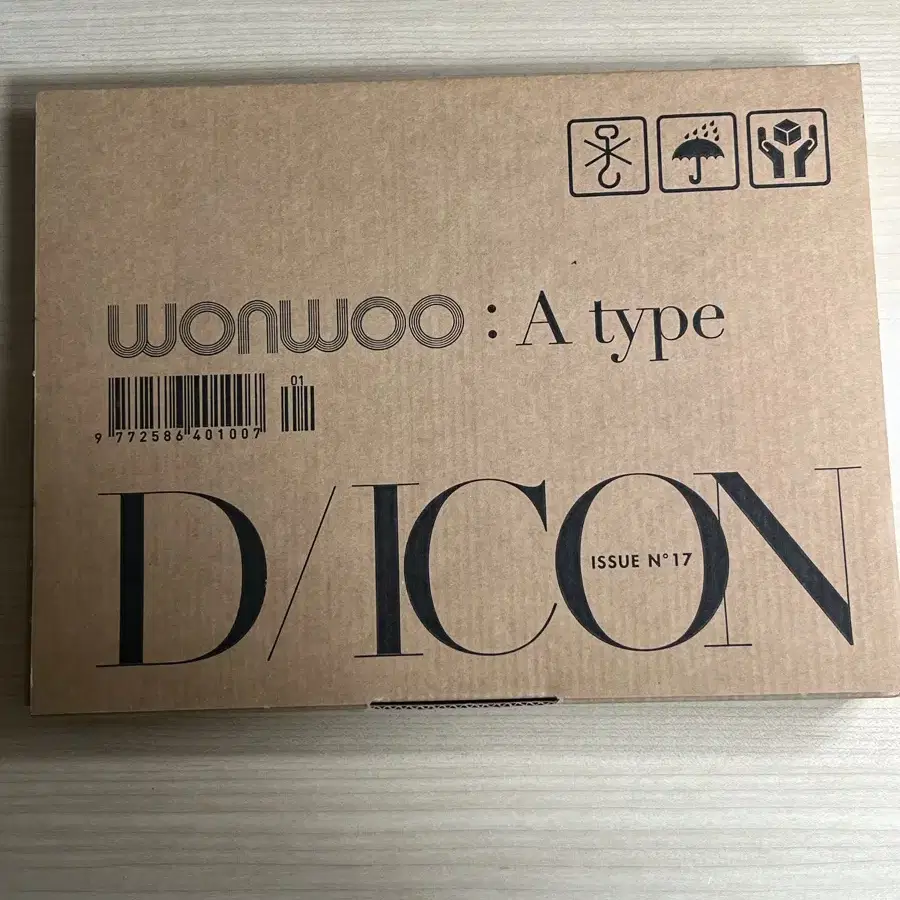 wonwoo : A type
01
9 772586 401007
D/ICON
ISSUE N°17